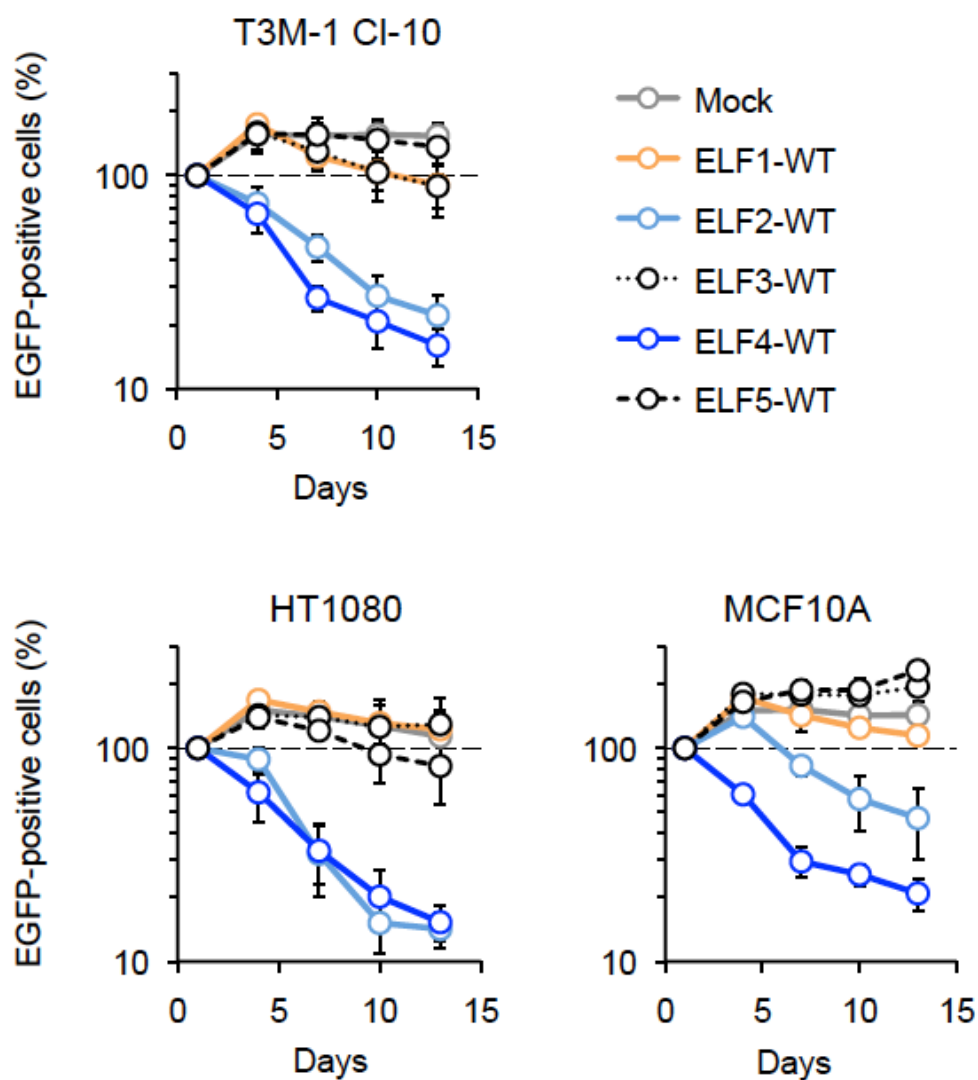 T3M-1 Cl-10
EGFP-positive cells (%)
100
10
0 5 10 15
Days
Mock
ELF1-WT
ELF2-WT
ELF3-WT
ELF4-WT
ELF5-WT
HT1080
EGFP-positive cells (%)
100
10
0 5 10 15
Days
MCF10A
100
10
0 5 10 15
Days